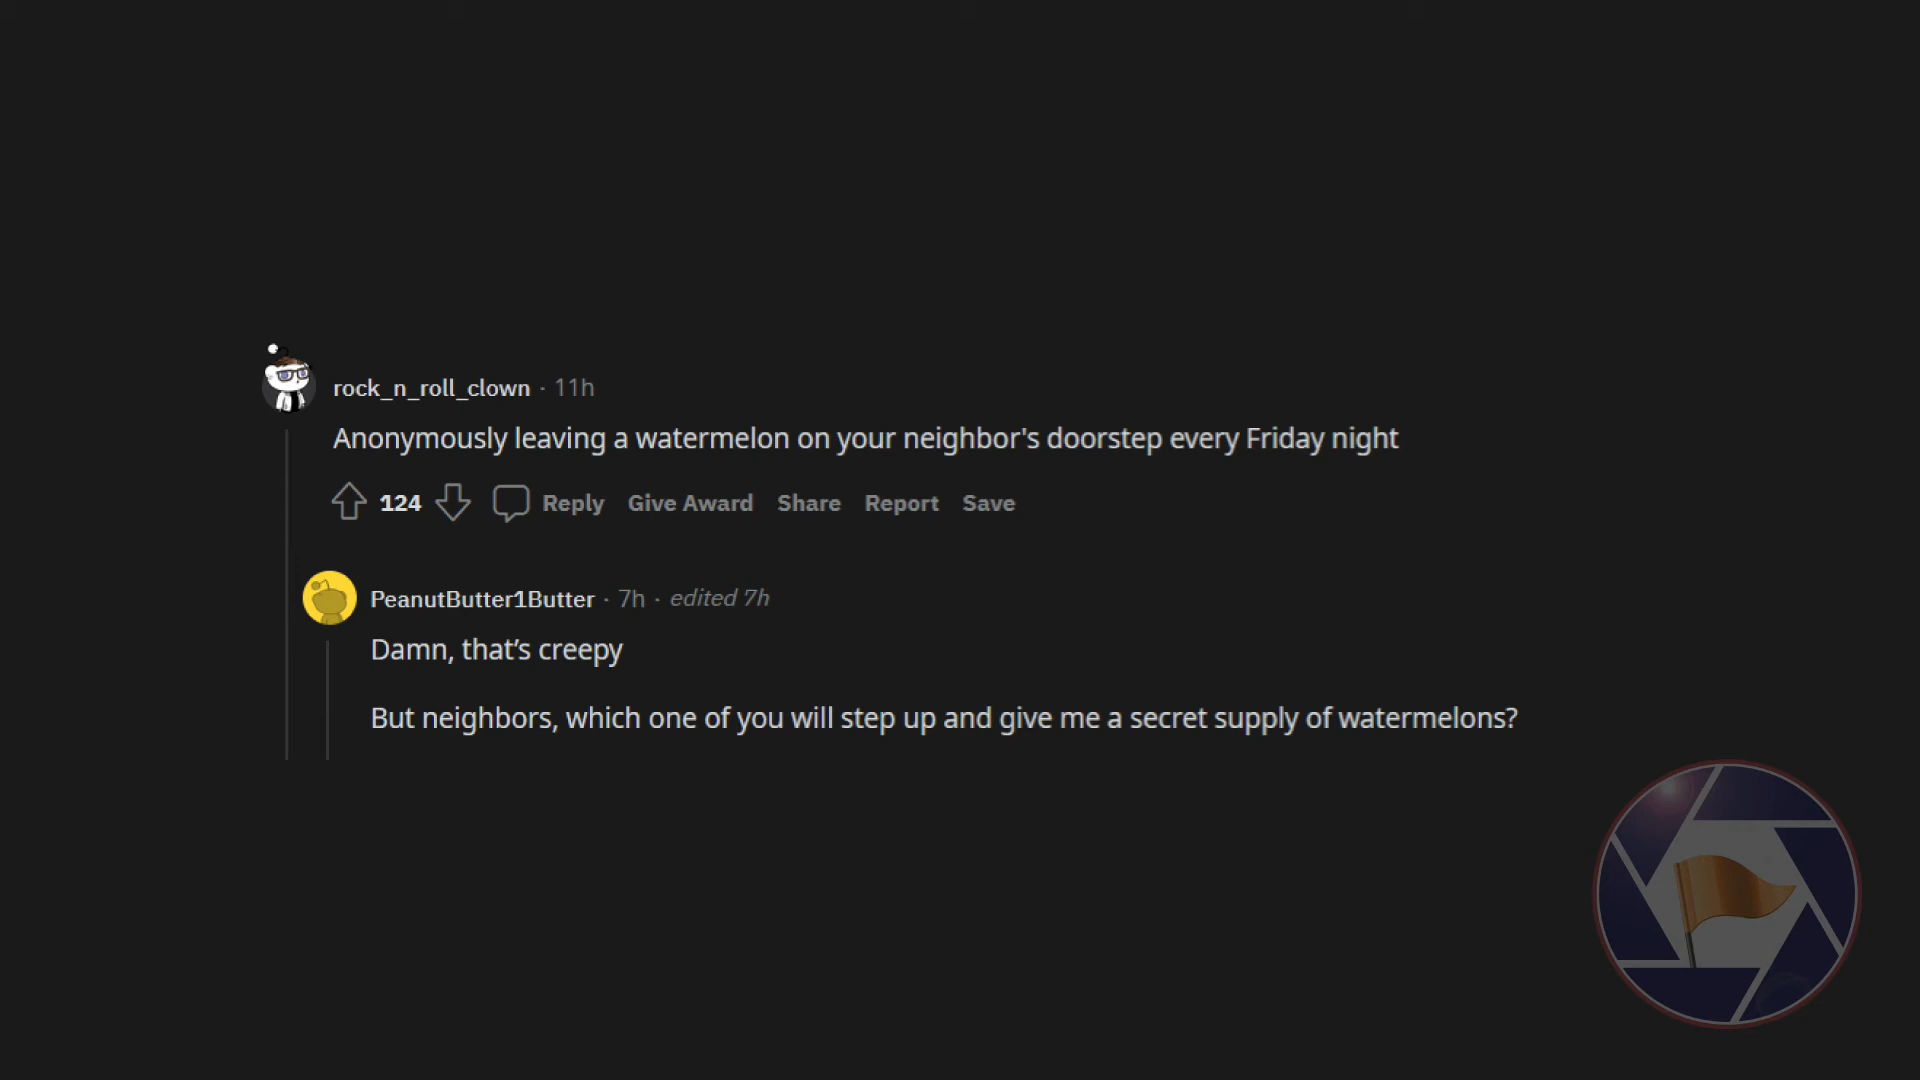 rock_n_roll_clown · 11h
Anonymously leaving a watermelon on your neighbor's doorstep every Friday night
124 Reply Give Award Share Report Save
PeanutButter1Butter · 7h · edited 7h
Damn, that’s creepy
But neighbors, which one of you will step up and give me a secret supply of watermelons?